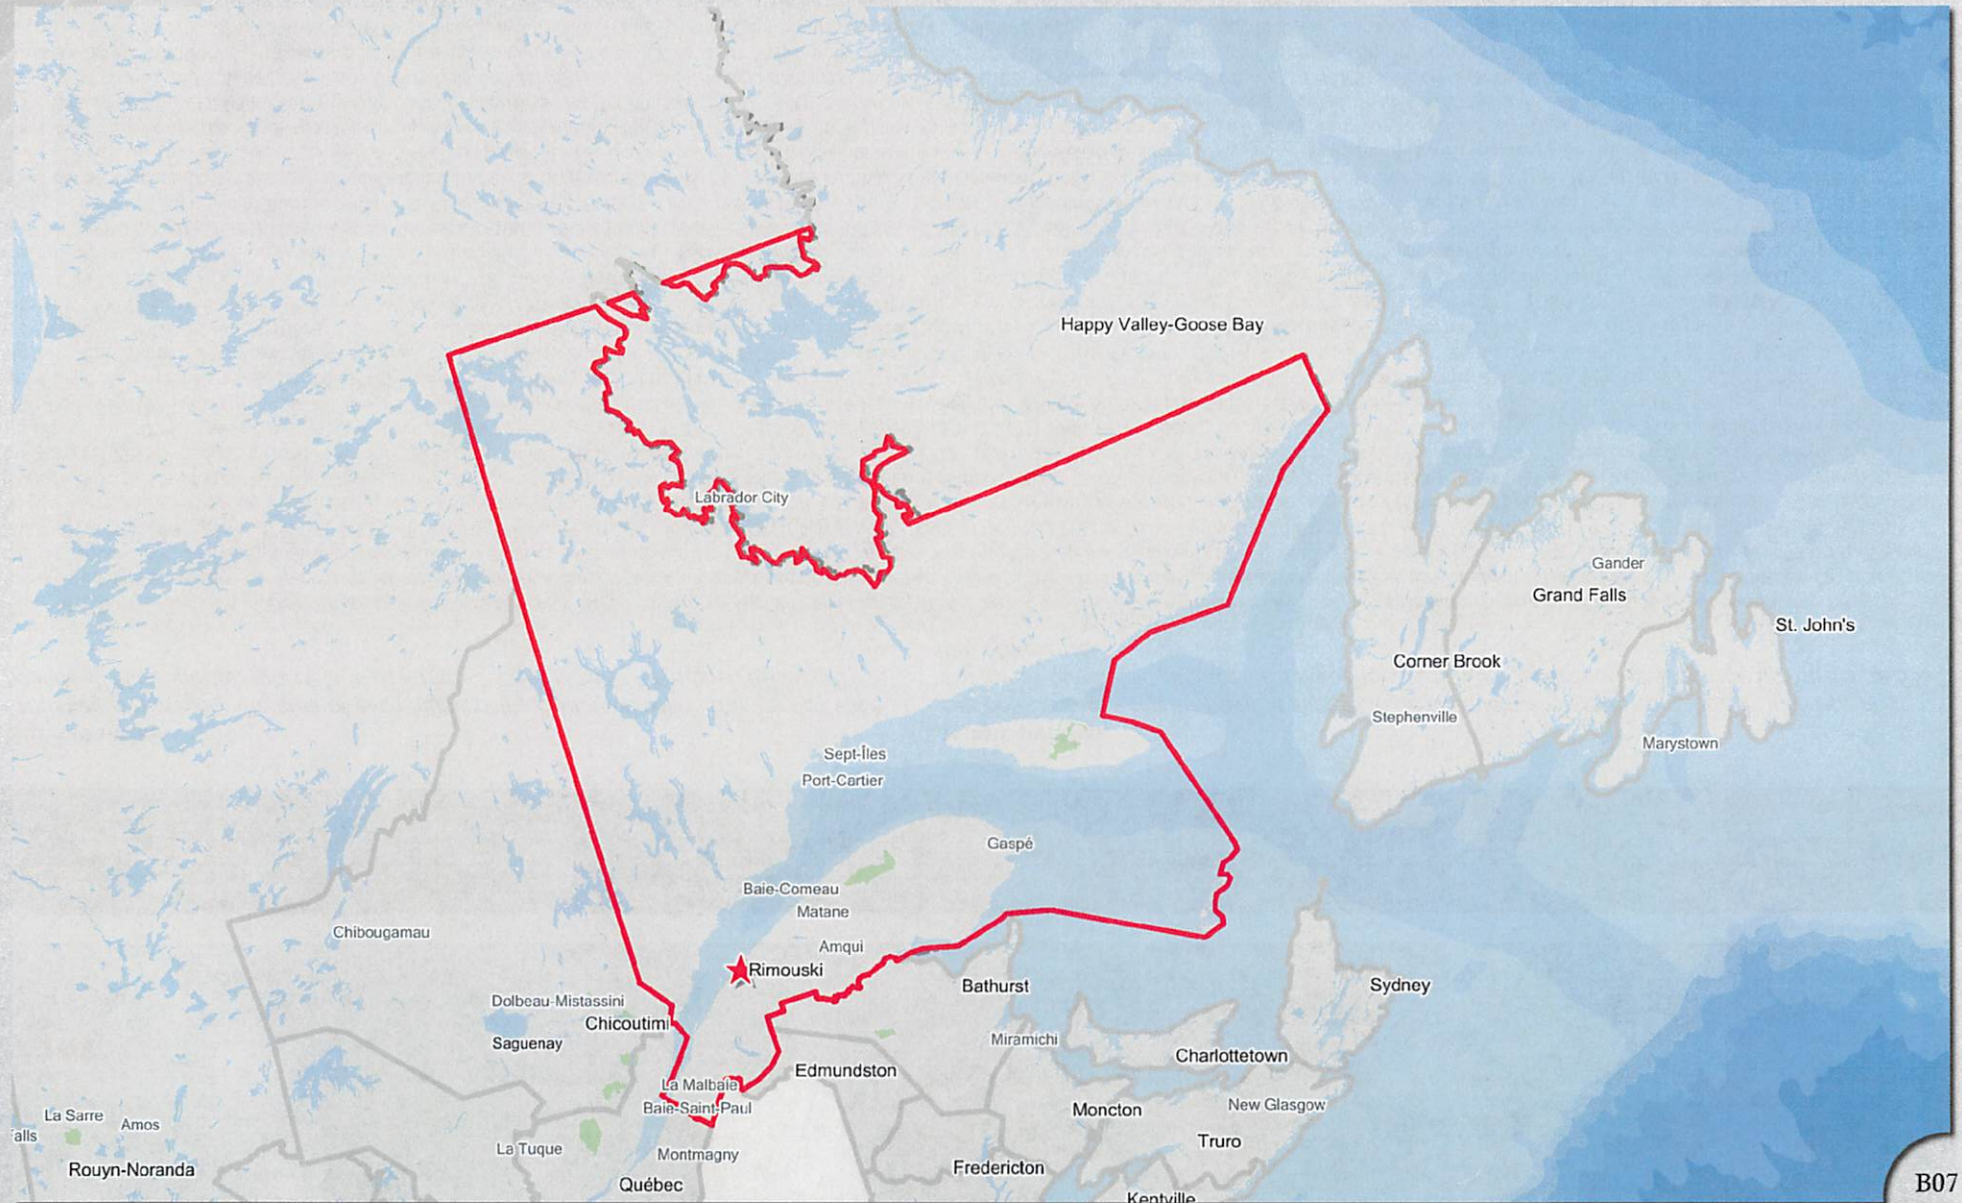 Happy Valley-Goose Bay
Labrador City
Gander
Grand Falls
St. John's
Corner Brook
Stephenville
Marystown
Sept-Îles
Port-Cartier
Gaspé
Baie-Comeau
Matane
Chibougamau
Amqui
Rimouski
Bathurst
Sydney
Dolbeau-Mistassini
Chicoutimi
Saguenay
Miramichi
Charlottetown
Edmundston
La Malbaie
Baie-Saint-Paul
New Glasgow
Moncton
La Sarre
Amos
alls
Truro
La Tuque
Montmagny
Rouyn-Noranda
Fredericton
Québec
Kentville
B07